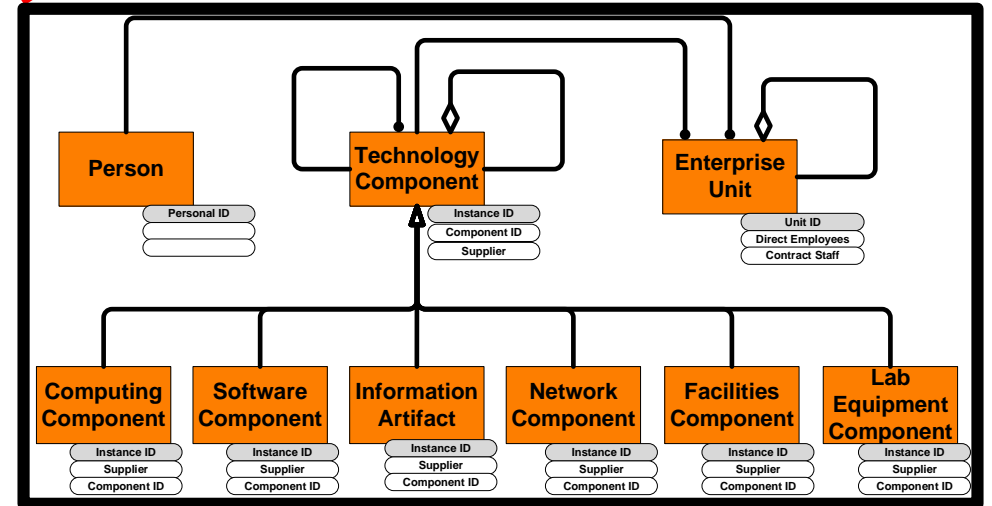 Person
Personal ID
Technology
Component
Instance ID
Component ID
Supplier
Enterprise
Unit
Unit ID
Direct Employees
Contract Staff
Computing
Component
Instance ID
Supplier
Component ID
Software
Component
Instance ID
Supplier
Component ID
Information
Artifact
Instance ID
Supplier
Component ID
Network
Component
Instance ID
Supplier
Component ID
Facilities
Component
Instance ID
Supplier
Component ID
Lab
Equipment
Component
Instance ID
Supplier
Component ID